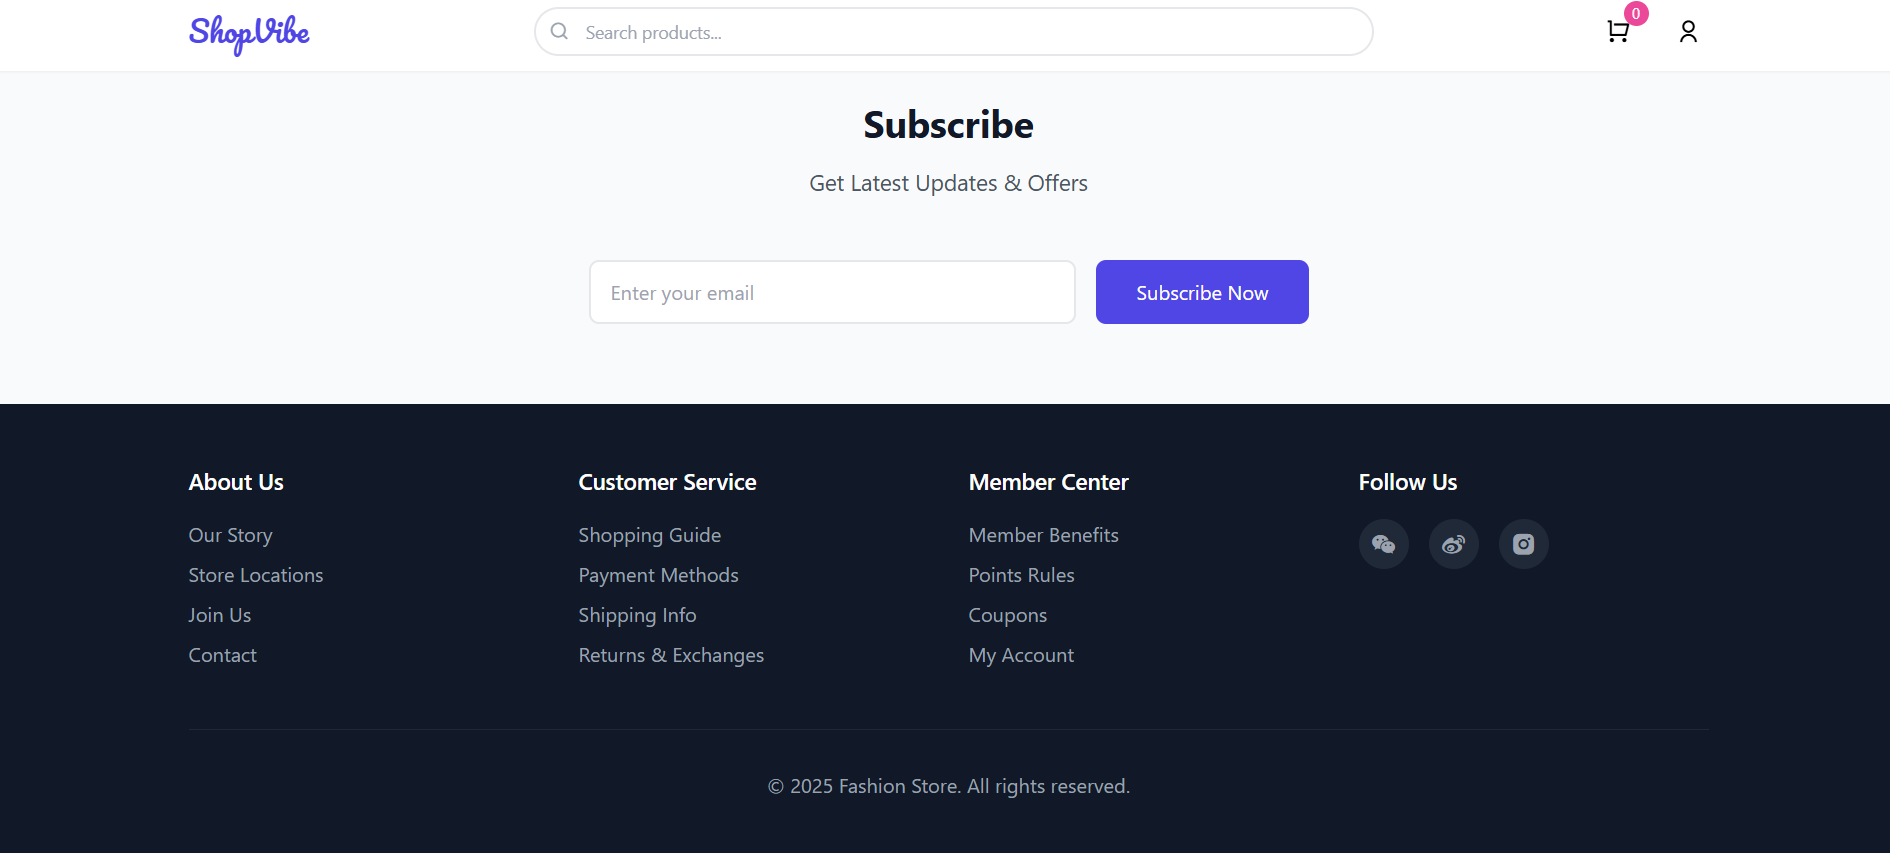 ShopVibe
Search products...
0
Subscribe
Get Latest Updates & Offers
Enter your email
Subscribe Now
About Us
Our Story
Store Locations
Join Us
Contact
Customer Service
Shopping Guide
Payment Methods
Shipping Info
Returns & Exchanges
Member Center
Member Benefits
Points Rules
Coupons
My Account
Follow Us
© 2025 Fashion Store. All rights reserved.